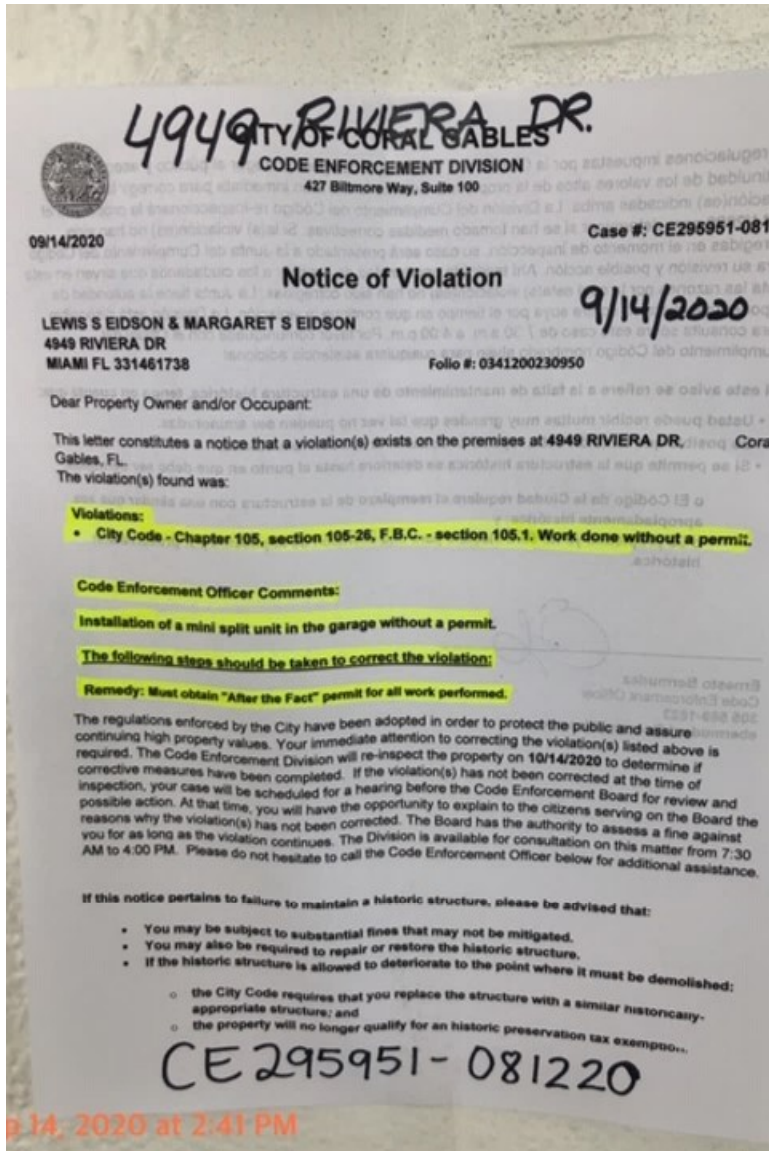 4949 RIVIERA DR.
CITY OF CORAL GABLES
CODE ENFORCEMENT DIVISION
427 Biltmore Way, Suite 100
09/14/2020
Case #: CE295951-081
Notice of Violation
9/14/2020
LEWIS S EIDSON & MARGARET S EIDSON
4949 RIVIERA DR
MIAMI FL 331461738
Folio #: 0341200230950
Dear Property Owner and/or Occupant:
This letter constitutes a notice that a violation(s) exists on the premises at 4949 RIVIERA DR, Cora
Gables, FL.
The violation(s) found was:
Violations:
• City Code - Chapter 105, section 105-26, F.B.C. - section 105.1. Work done without a permit.
Code Enforcement Officer Comments:
Installation of a mini split unit in the garage without a permit.
The following steps should be taken to correct the violation:
Remedy: Must obtain "After the Fact" permit for all work performed.
The regulations enforced by the City have been adopted in order to protect the public and assure
continuing high property values. Your immediate attention to correcting the violation(s) listed above is
required. The Code Enforcement Division will re-inspect the property on 10/14/2020 to determine if
corrective measures have been completed. If the violation(s) has not been corrected at the time of
inspection, your case will be scheduled for a hearing before the Code Enforcement Board for review and
possible action. At that time, you will have the opportunity to explain to the citizens serving on the Board the
reasons why the violation(s) has not been corrected. The Board has the authority to assess a fine against
you for as long as the violation continues. The Division is available for consultation on this matter from 7:30
AM to 4:00 PM. Please do not hesitate to call the Code Enforcement Officer below for additional assistance.
If this notice pertains to failure to maintain a historic structure, please be advised that:
• You may be subject to substantial fines that may not be mitigated.
• You may also be required to repair or restore the historic structure.
• If the historic structure is allowed to deteriorate to the point where it must be demolished:
o the City Code requires that you replace the structure with a similar historically-
appropriate structure; and
o the property will no longer qualify for an historic preservation tax exemption.
CE295951-081220
p 14, 2020 at 2:41 PM